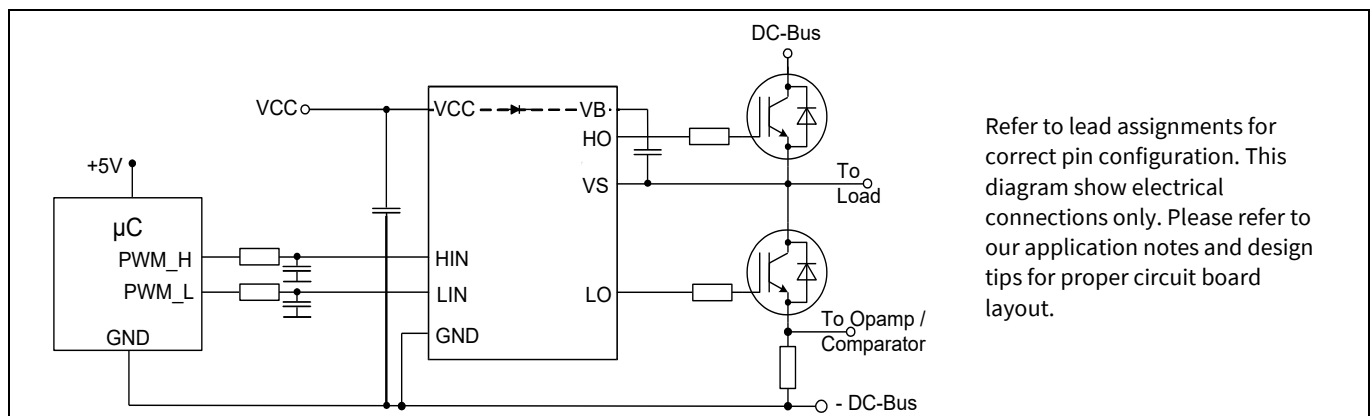 DC-Bus
VCC
VCC
VB
HO
+5V
VS
To
Load
µC
PWM_H
HIN
PWM_L
LIN
LO
GND
GND
To Opamp /
Comparator
- DC-Bus
Refer to lead assignments for
correct pin configuration. This
diagram show electrical
connections only. Please refer to
our application notes and design
tips for proper circuit board
layout.